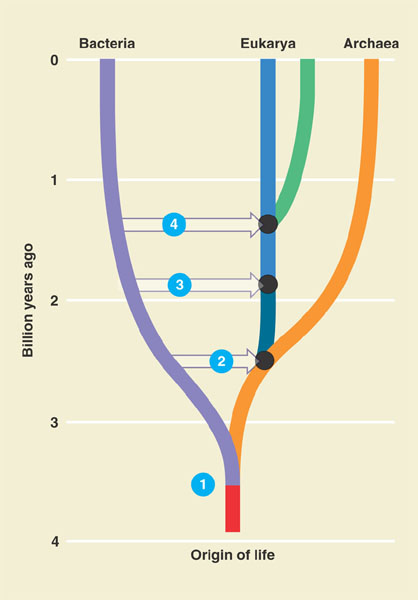 Bacteria
Eukarya
Archaea
0
1
4
3
2
2
3
1
4
Billion years ago
Origin of life